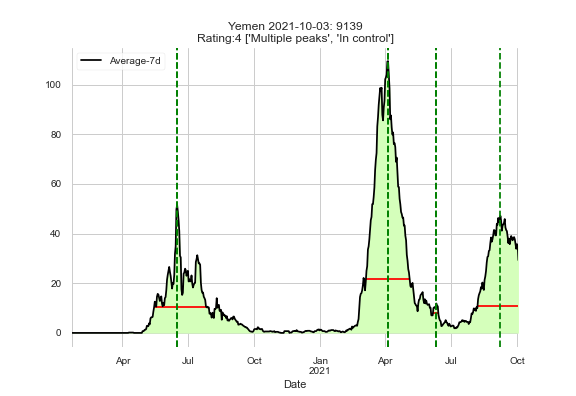 Yemen 2021-10-03: 9139
Rating:4 ['Multiple peaks', 'In control']
Average-7d
100
80
60
40
20
0
Apr
Jul
Oct
Jan
2021
Apr
Jul
Oct
Date